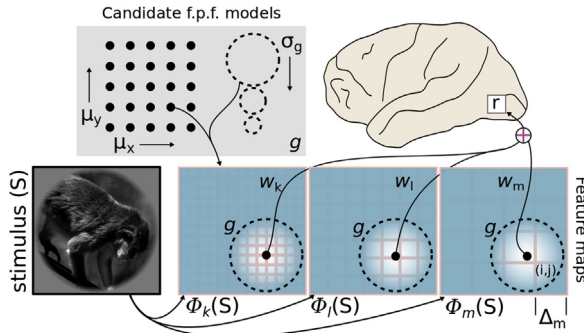 Candidate f.p.f. models
σg
μy
μx
g
r
stimulus (S)
wk
wl
wm
g
g
g
(i,j)
Feature maps
Φk(S)
Φl(S)
Φm(S)
Δm